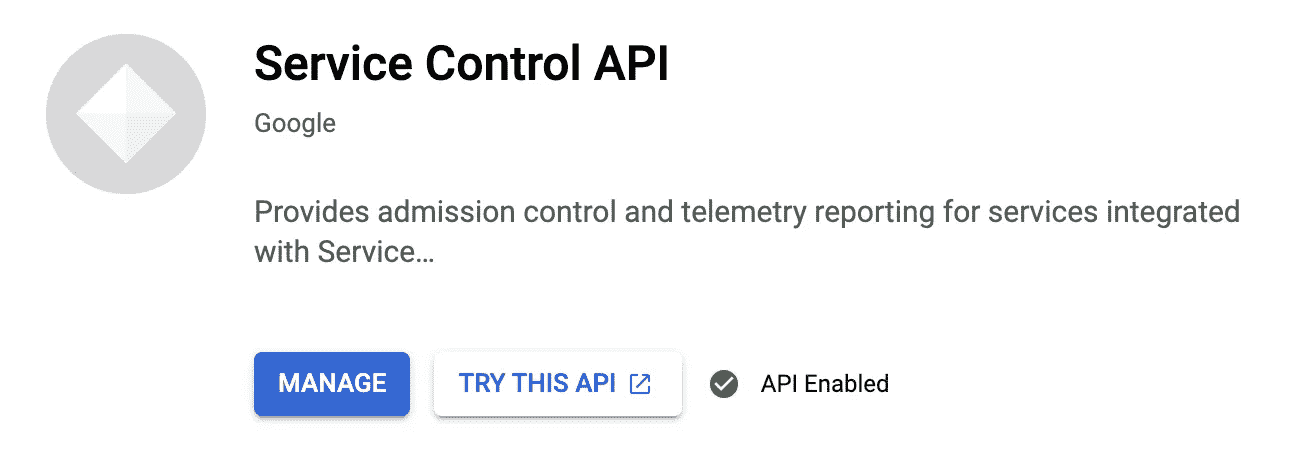 Service Control API
Google
Provides admission control and telemetry reporting for services integrated
with Service…
MANAGE
TRY THIS API
API Enabled